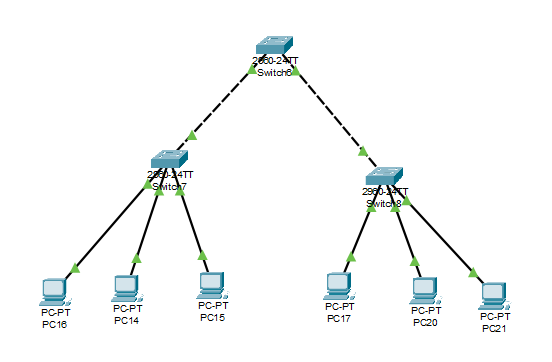 2960-24TT
Switch6
2960-24TT
Switch7
2960-24TT
Switch8
PC-PT
PC16
PC-PT
PC14
PC-PT
PC15
PC-PT
PC17
PC-PT
PC20
PC-PT
PC21